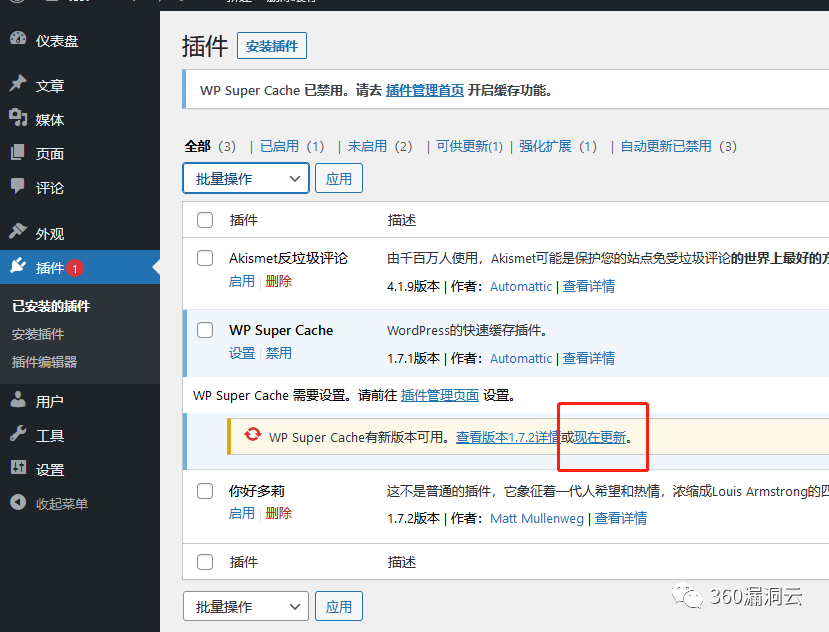 仪表盘
文章
媒体
页面
评论
外观
插件 1
已安装的插件
安装插件
插件编辑器
用户
工具
设置
收起菜单
插件 安装插件
WP Super Cache 已禁用。请去 插件管理首页 开启缓存功能。
全部 (3) | 已启用 (1) | 未启用 (2) | 可供更新(1) | 强化扩展 (1) | 自动更新已禁用 (3)
批量操作 应用
插件 描述
Akismet反垃圾评论 由千百万人使用，Akismet可能是保护您的站点免受垃圾评论的世界上最好的方
启用 | 删除 4.1.9版本 | 作者：Automattic | 查看详情
WP Super Cache WordPress的快速缓存插件。
设置 | 禁用 1.7.1版本 | 作者：Automattic | 查看详情
WP Super Cache 需要设置。请前往 插件管理页面 设置。
WP Super Cache有新版本可用。查看版本1.7.2详情或现在更新。
你好多莉 这不是普通的插件，它象征着一代人希望和热情，浓缩成Louis Armstrong的四
启用 | 删除 1.7.2版本 | 作者：Matt Mullenweg | 查看详情
插件 描述
批量操作 应用
360漏洞云